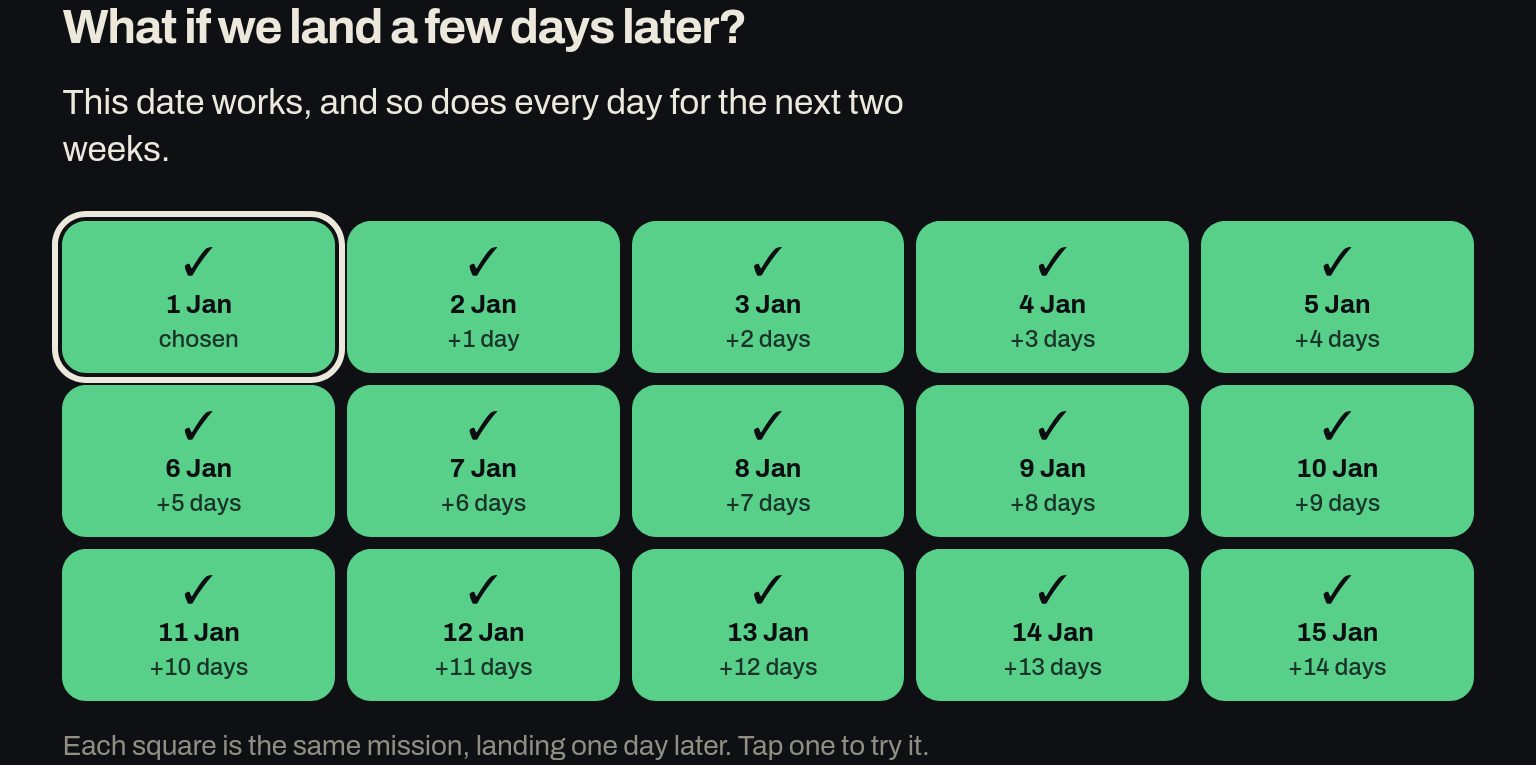 What if we land a few days later?
This date works, and so does every day for the next two
weeks.
✓ ✓ ✓ ✓ ✓
1 Jan 2 Jan 3 Jan 4 Jan 5 Jan
chosen +1 day +2 days +3 days +4 days
✓ ✓ ✓ ✓ ✓
6 Jan 7 Jan 8 Jan 9 Jan 10 Jan
+5 days +6 days +7 days +8 days +9 days
✓ ✓ ✓ ✓ ✓
11 Jan 12 Jan 13 Jan 14 Jan 15 Jan
+10 days +11 days +12 days +13 days +14 days
Each square is the same mission, landing one day later. Tap one to try it.